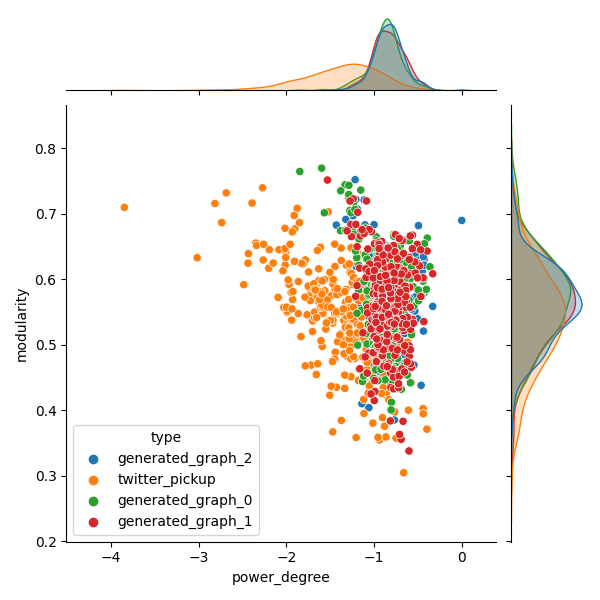 0.8
0.7
0.6
0.5
0.4
0.3
0.2
modularity
type
generated_graph_2
twitter_pickup
generated_graph_0
generated_graph_1
−4 −3 −2 −1 0
power_degree